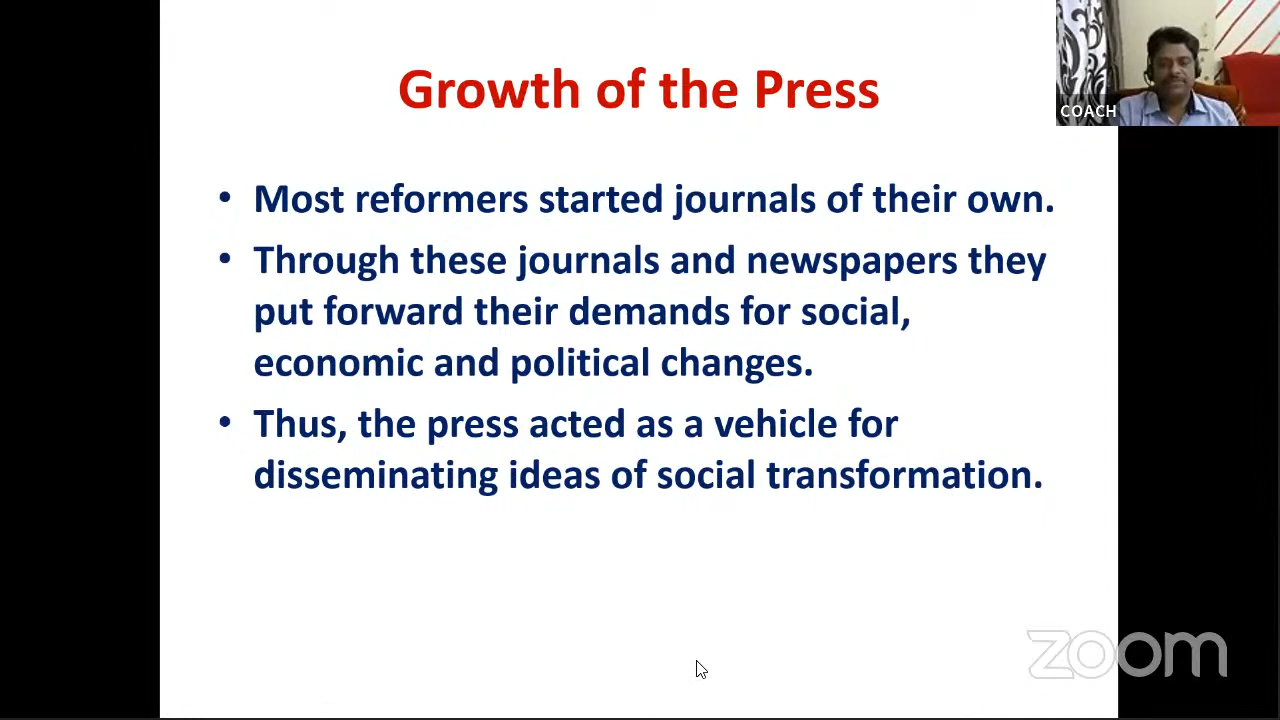 Growth of the Press
COACH
• Most reformers started journals of their own.
• Through these journals and newspapers they
put forward their demands for social,
economic and political changes.
• Thus, the press acted as a vehicle for
disseminating ideas of social transformation.
zoom